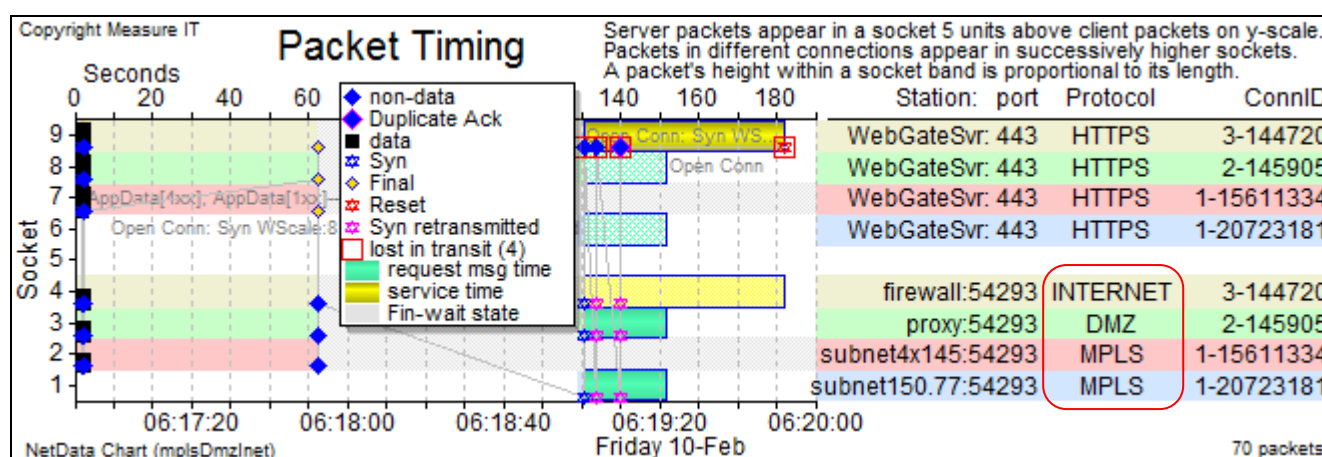 Copyright Measure IT
Packet Timing
Server packets appear in a socket 5 units above client packets on y-scale.
Packets in different connections appear in successively higher sockets.
A packet's height within a socket band is proportional to its length.
Seconds
0 20 40 60 140 160 180
Station: port Protocol ConnID
non-data
Duplicate Ack
data
Syn
Final
Reset
Syn retransmitted
lost in transit (4)
request msg time
service time
Fin-wait state
Socket
9
8
7
6
5
4
3
2
1
Open Conn: Syn WS...
Open Conn
AppData[4xx]; AppData[1xx]
Open Conn: Syn WScale:8
WebGateSvr: 443 HTTPS 3-144720
WebGateSvr: 443 HTTPS 2-145905
WebGateSvr: 443 HTTPS 1-15611334
WebGateSvr: 443 HTTPS 1-20723181
firewall:54293 INTERNET 3-144720
proxy:54293 DMZ 2-145905
subnet4x145:54293 MPLS 1-15611334
subnet150.77:54293 MPLS 1-20723181
06:17:20 06:18:00 06:18:40 06:19:20 06:20:00
Friday 10-Feb
NetData Chart (mplsDmzInet)
70 packets